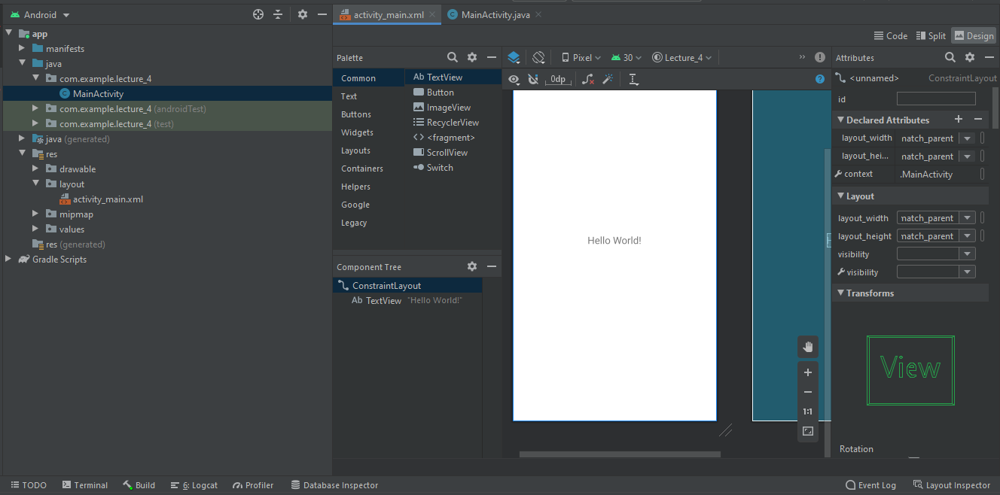 Android
activity_main.xml
MainActivity.java
Code
Split
Design
app
manifests
java
com.example.lecture_4
MainActivity
com.example.lecture_4 (androidTest)
com.example.lecture_4 (test)
java (generated)
res
drawable
layout
activity_main.xml
mipmap
values
res (generated)
Gradle Scripts
Palette
Common
Text
Buttons
Widgets
Layouts
Containers
Helpers
Google
Legacy
Ab TextView
Button
ImageView
RecyclerView
<fragment>
ScrollView
Switch
Component Tree
ConstraintLayout
Ab TextView "Hello World!"
Pixel
30
Lecture_4
0dp
Hello World!
1:1
Attributes
<unnamed> ConstraintLayout
id
Declared Attributes
layout_width natch_parent
layout_hei... natch_parent
context .MainActivity
Layout
layout_width natch_parent
layout_height natch_parent
visibility
visibility
Transforms
View
Rotation
TODO
Terminal
Build
6: Logcat
Profiler
Database Inspector
Event Log
Layout Inspector